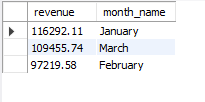 revenue month_name
116292.11 January
109455.74 March
97219.58 February